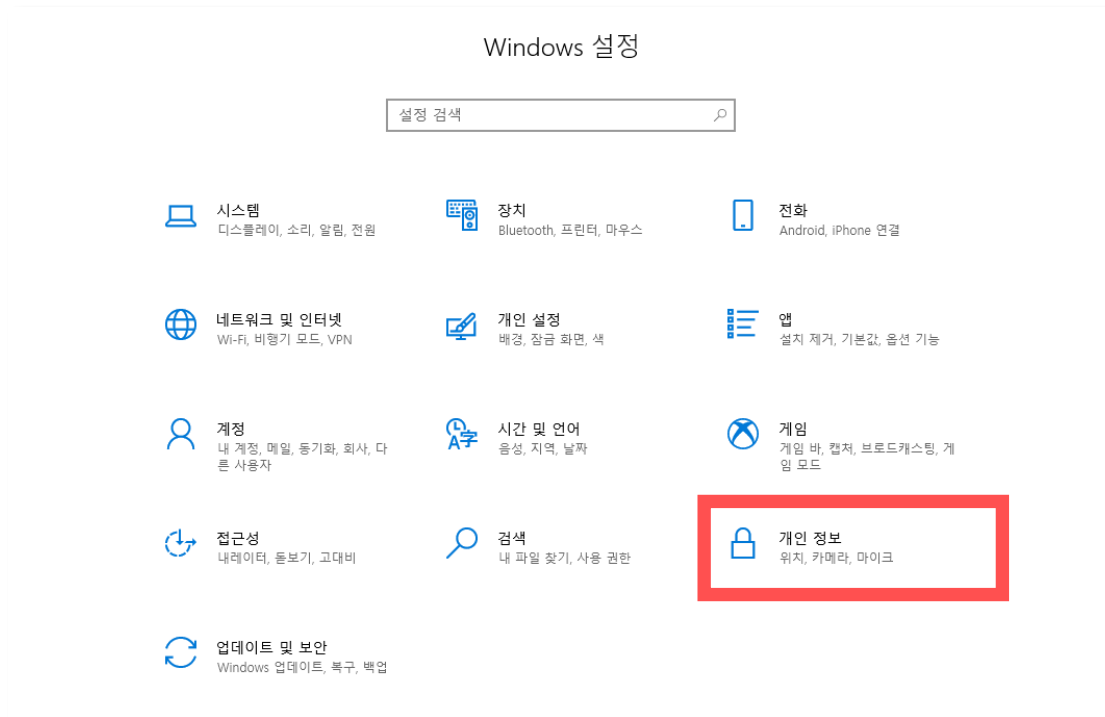 Windows 설정
설정 검색
시스템
디스플레이, 소리, 알림, 전원
장치
Bluetooth, 프린터, 마우스
전화
Android, iPhone 연결
네트워크 및 인터넷
Wi-Fi, 비행기 모드, VPN
개인 설정
배경, 잠금 화면, 색
앱
설치 제거, 기본값, 옵션 기능
계정
내 계정, 메일, 동기화, 회사, 다
른 사용자
시간 및 언어
음성, 지역, 날짜
게임
게임 바, 캡처, 브로드캐스팅, 게
임 모드
접근성
내레이터, 돋보기, 고대비
검색
내 파일 찾기, 사용 권한
개인 정보
위치, 카메라, 마이크
업데이트 및 보안
Windows 업데이트, 복구, 백업